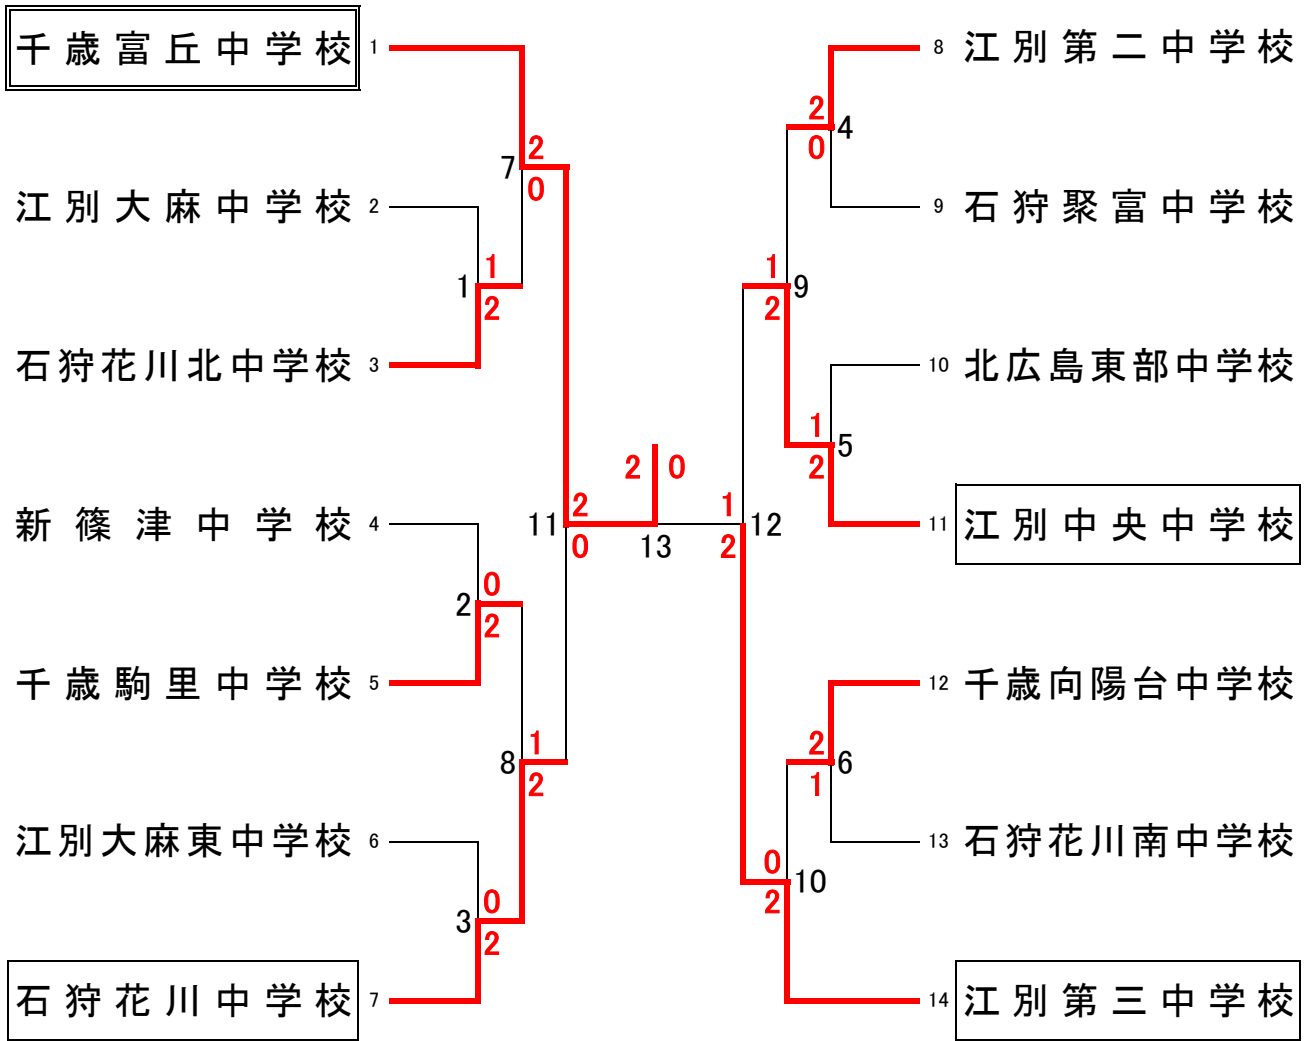 千歳富丘中学校 1
江別大麻中学校 2
石狩花川北中学校 3
新篠津中学校 4
千歳駒里中学校 5
江別大麻東中学校 6
石狩花川中学校 7
7
2
0
1
1
2
2
0
2
8
1
2
3
0
2
11
2
0
2 0
13
1
12
2
1
9
2
2
4
0
1
5
2
2
6
1
0
10
2
8 江別第二中学校
9 石狩聚富中学校
10 北広島東部中学校
11 江別中央中学校
12 千歳向陽台中学校
13 石狩花川南中学校
14 江別第三中学校